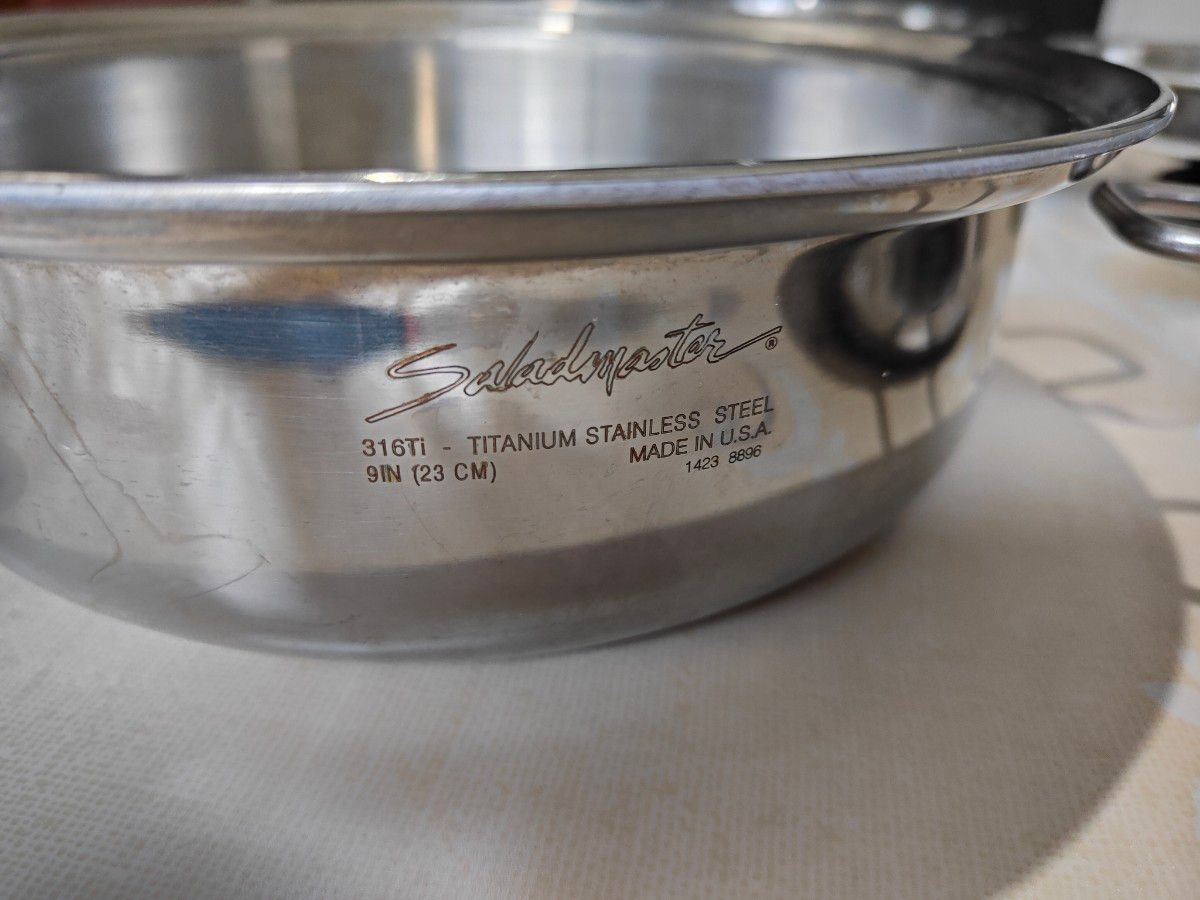 Saladmaster®
316Ti - TITANIUM STAINLESS STEEL
9IN (23 CM) MADE IN U.S.A.
1423 8896